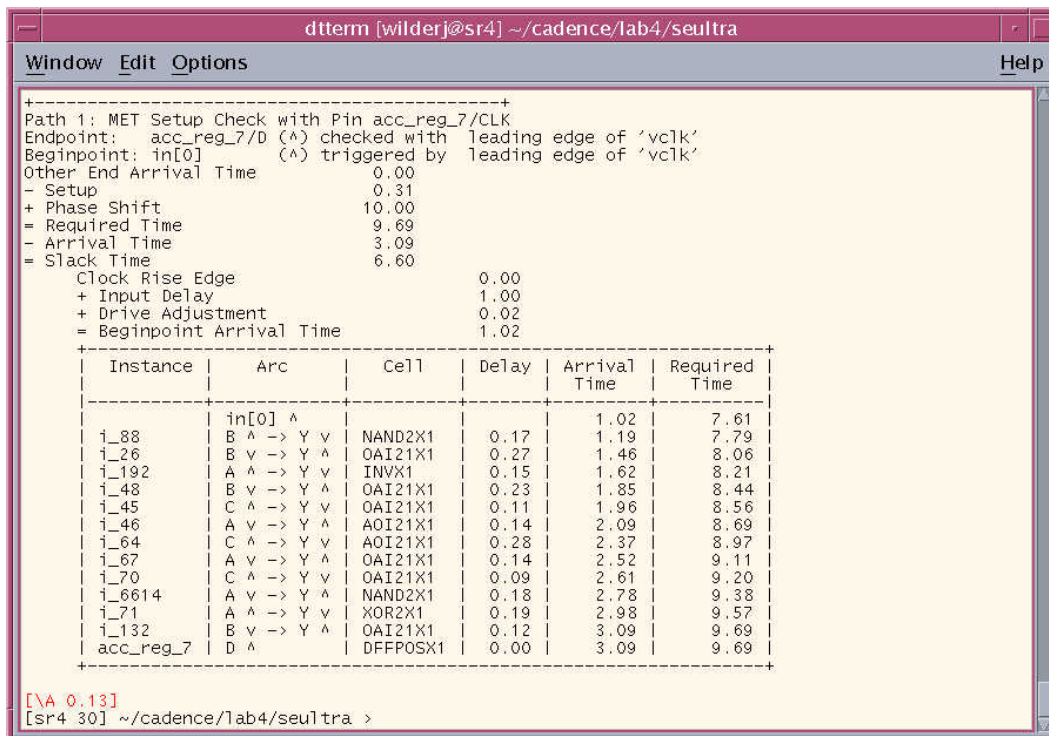 dtterm [wilderj@sr4] ~/cadence/lab4/seultra
Window Edit Options Help
+---------------------------------------------+
Path 1: MET Setup Check with Pin acc_reg_7/CLK
Endpoint:   acc_reg_7/D (^) checked with  leading edge of 'vclk'
Beginpoint: in[0]       (^) triggered by  leading edge of 'vclk'
Other End Arrival Time          0.00
- Setup                         0.31
+ Phase Shift                  10.00
= Required Time                 9.69
- Arrival Time                  3.09
= Slack Time                    6.60
     Clock Rise Edge                      0.00
     + Input Delay                        1.00
     + Drive Adjustment                   0.02
     = Beginpoint Arrival Time            1.02
     +------------------------------------------------------------------+
     |  Instance |    Arc     |   Cell   | Delay | Arrival | Required |
     |           |            |          |       |  Time   |   Time   |
     |-----------+------------+----------+-------+---------+----------|
     |           | in[0] ^    |          |       |    1.02 |     7.61 |
     | i_88      | B ^ -> Y v | NAND2X1  |  0.17 |    1.19 |     7.79 |
     | i_26      | B v -> Y ^ | OAI21X1  |  0.27 |    1.46 |     8.06 |
     | i_192     | A ^ -> Y v | INVX1    |  0.15 |    1.62 |     8.21 |
     | i_48      | B v -> Y ^ | OAI21X1  |  0.23 |    1.85 |     8.44 |
     | i_45      | C ^ -> Y v | OAI21X1  |  0.11 |    1.96 |     8.56 |
     | i_46      | A v -> Y ^ | AOI21X1  |  0.14 |    2.09 |     8.69 |
     | i_64      | C ^ -> Y v | AOI21X1  |  0.28 |    2.37 |     8.97 |
     | i_67      | A v -> Y ^ | OAI21X1  |  0.14 |    2.52 |     9.11 |
     | i_70      | C ^ -> Y v | OAI21X1  |  0.09 |    2.61 |     9.20 |
     | i_6614    | A v -> Y ^ | NAND2X1  |  0.18 |    2.78 |     9.38 |
     | i_71      | A ^ -> Y v | XOR2X1   |  0.19 |    2.98 |     9.57 |
     | i_132     | B v -> Y ^ | OAI21X1  |  0.12 |    3.09 |     9.69 |
     | acc_reg_7 | D ^        | DFFPOSX1 |  0.00 |    3.09 |     9.69 |
     +------------------------------------------------------------------+
[\A 0.13]
[sr4 30] ~/cadence/lab4/seultra >